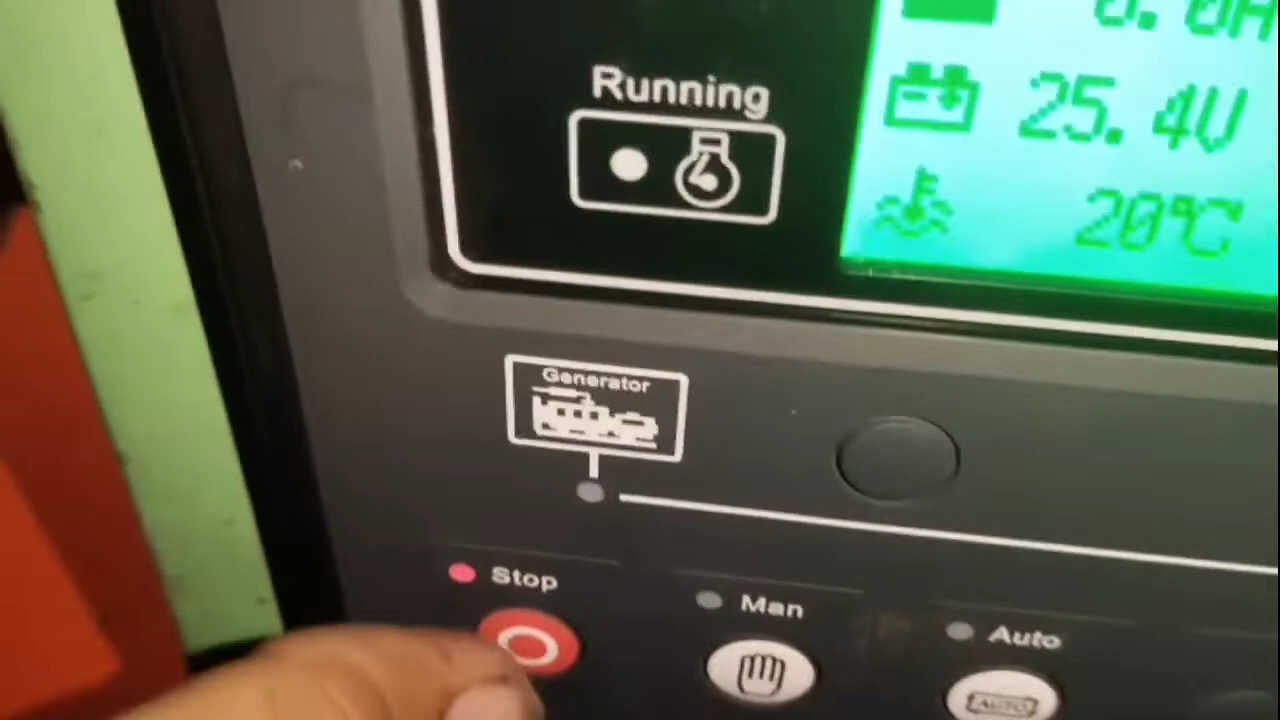 Running
25.4V
20°C
Generator
Stop
Man
Auto
AUTO